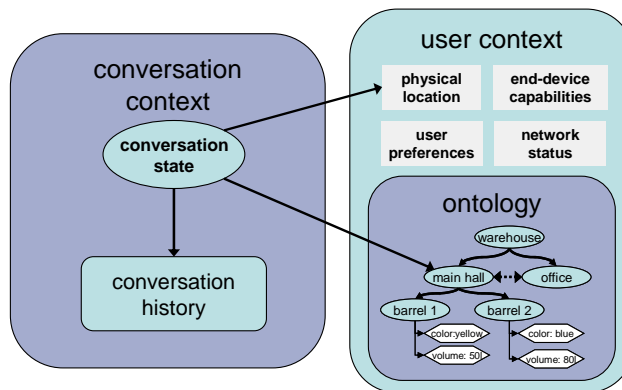 conversation
context
conversation
state
conversation
history
user context
physical
location
end-device
capabilities
user
preferences
network
status
ontology
warehouse
main hall
office
barrel 1
barrel 2
color:yellow
color: blue
volume: 50l
volume: 80l